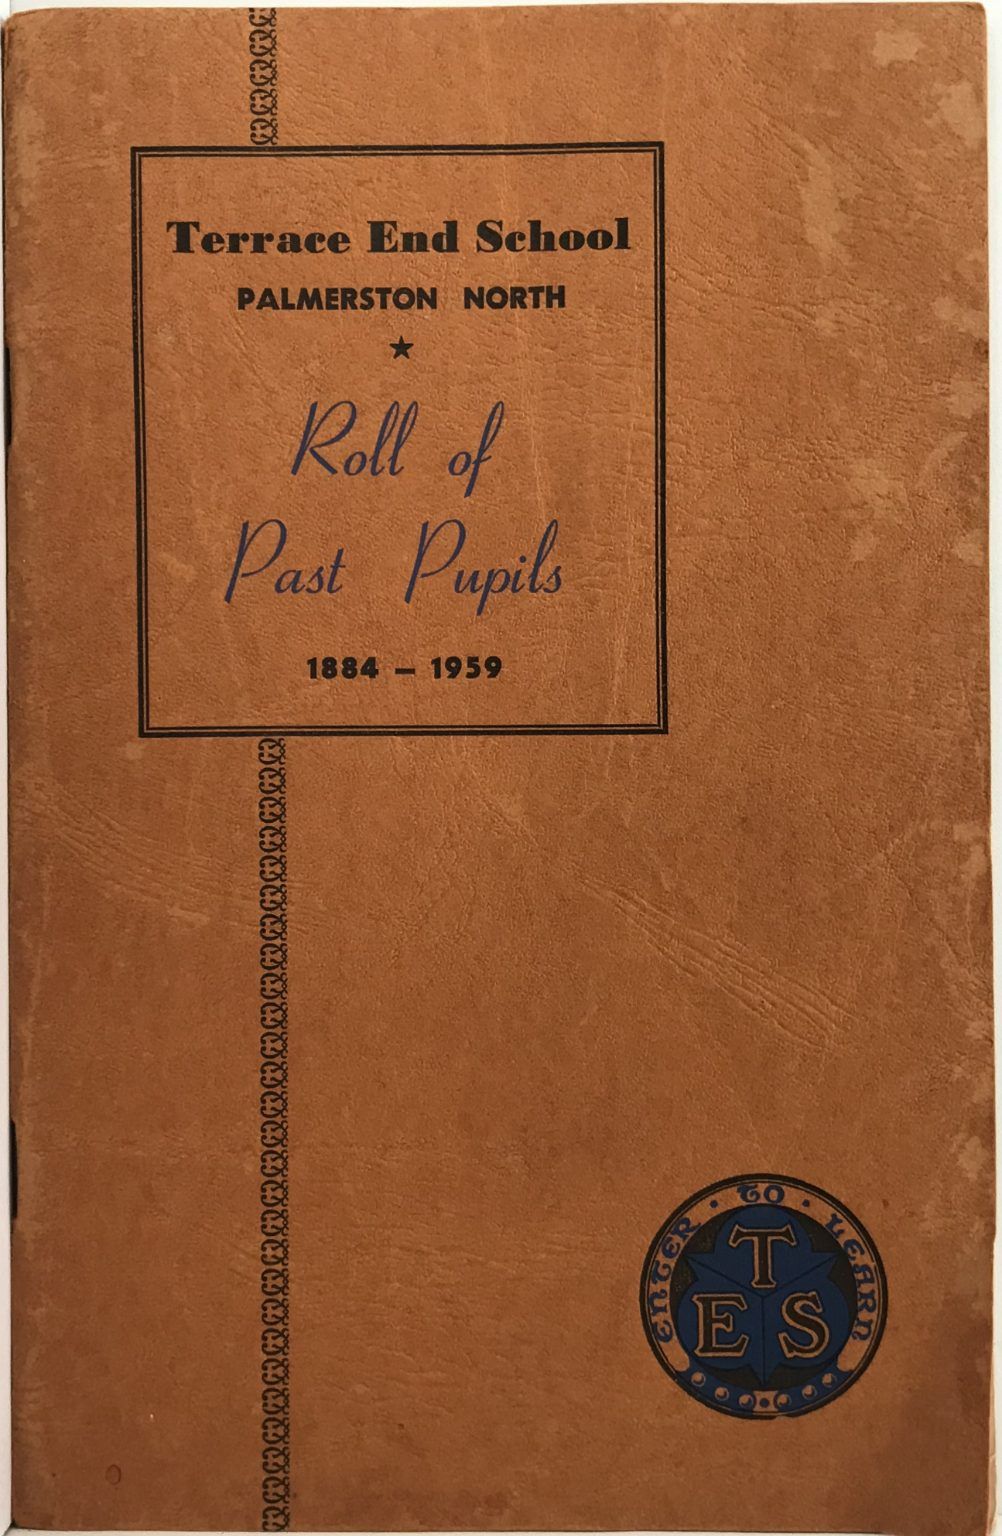 Terrace End School
PALMERSTON NORTH
★
Roll of
Past Pupils
1884 – 1959
ENTER · TO · LEARN
T
E S